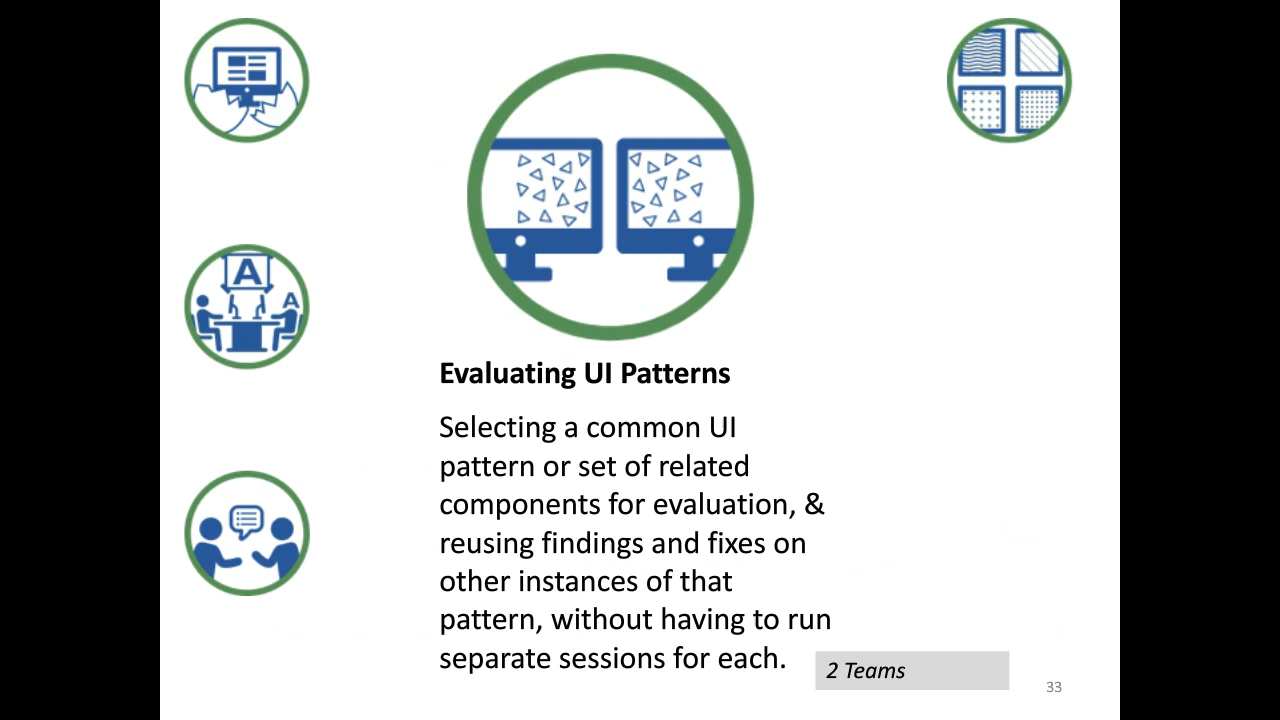 A
A
Evaluating UI Patterns
Selecting a common UI
pattern or set of related
components for evaluation, &
reusing findings and fixes on
other instances of that
pattern, without having to run
separate sessions for each.
2 Teams
33